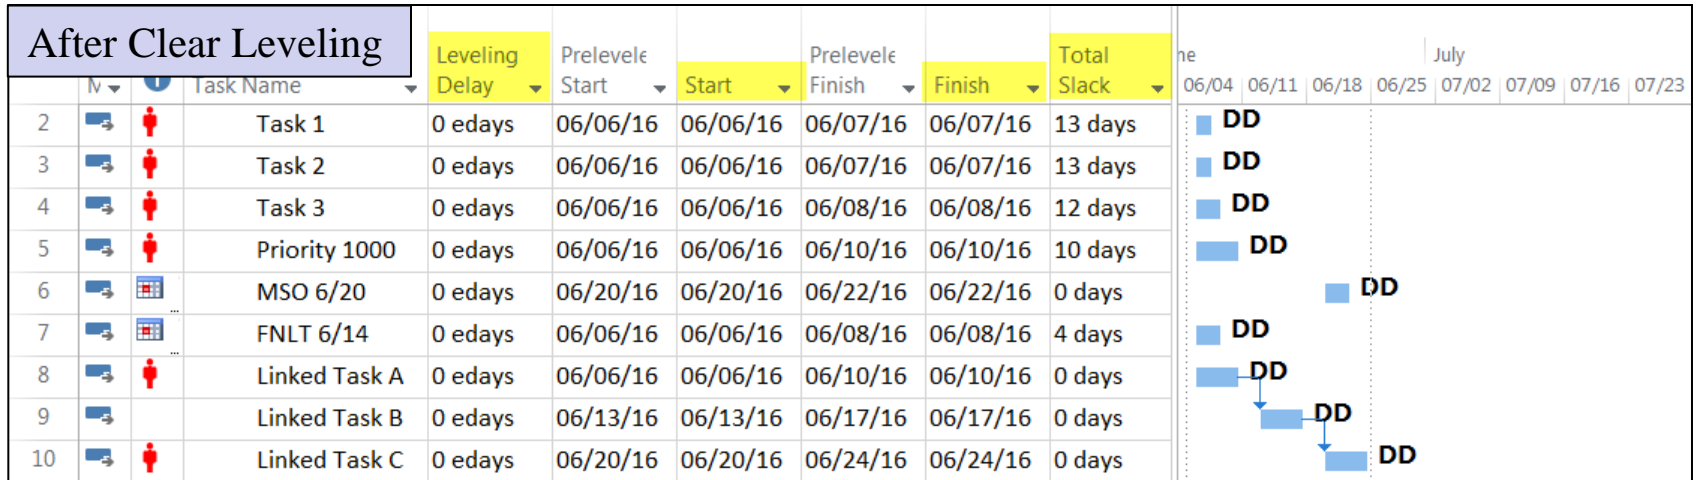 After Clear Leveling
Leveling Delay Prelevele Start Start Prelevele Finish Finish Total Slack ne July
Task Name 06/04 06/11 06/18 06/25 07/02 07/09 07/16 07/23
2 Task 1 0 edays 06/06/16 06/06/16 06/07/16 06/07/16 13 days DD
3 Task 2 0 edays 06/06/16 06/06/16 06/07/16 06/07/16 13 days DD
4 Task 3 0 edays 06/06/16 06/06/16 06/08/16 06/08/16 12 days DD
5 Priority 1000 0 edays 06/06/16 06/06/16 06/10/16 06/10/16 10 days DD
6 ... MSO 6/20 0 edays 06/20/16 06/20/16 06/22/16 06/22/16 0 days DD
7 ... FNLT 6/14 0 edays 06/06/16 06/06/16 06/08/16 06/08/16 4 days DD
8 Linked Task A 0 edays 06/06/16 06/06/16 06/10/16 06/10/16 0 days DD
9 Linked Task B 0 edays 06/13/16 06/13/16 06/17/16 06/17/16 0 days DD
10 Linked Task C 0 edays 06/20/16 06/20/16 06/24/16 06/24/16 0 days DD